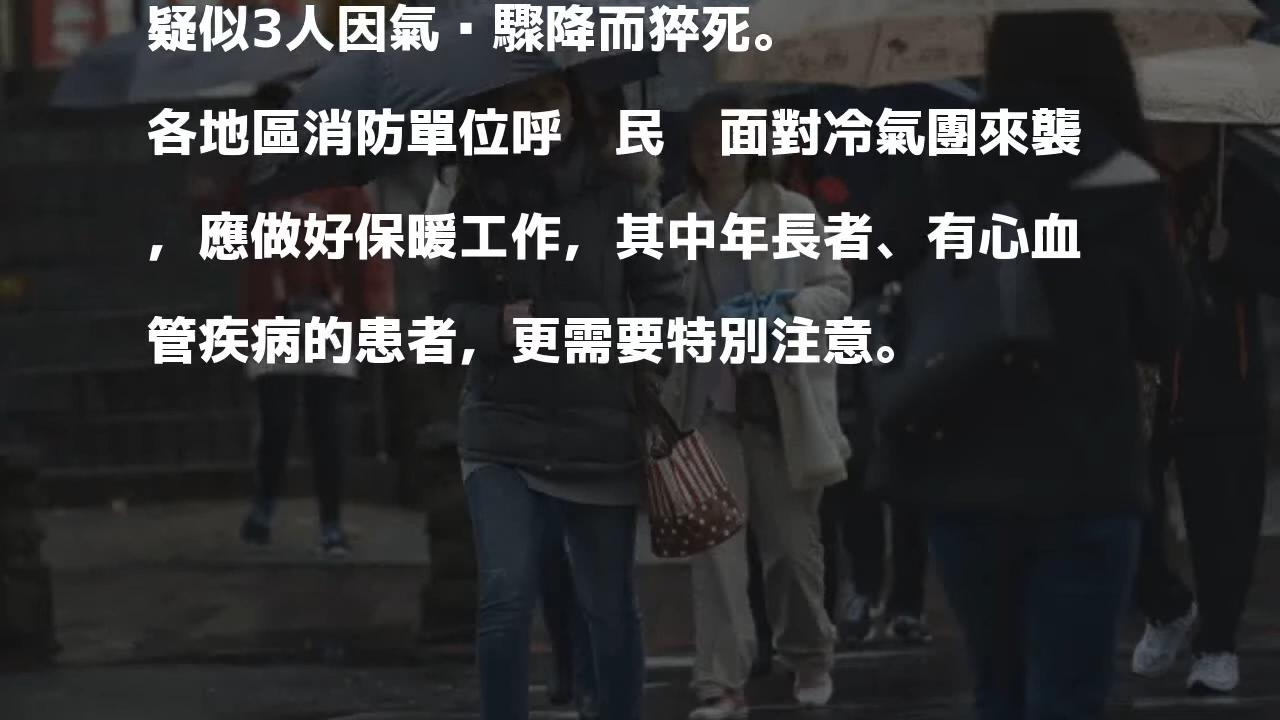 疑似3人因氣▪驟降而猝死。
各地區消防單位呼　民　面對冷氣團來襲
，應做好保暖工作，其中年長者、有心血
管疾病的患者，更需要特別注意。